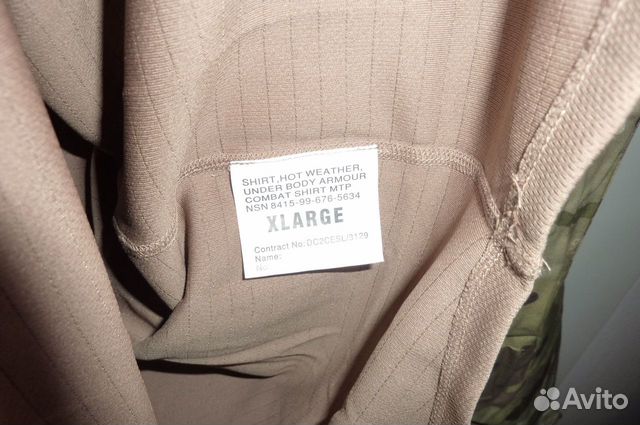 SHIRT, HOT WEATHER,
UNDER BODY ARMOUR
COMBAT SHIRT MTP
NSN 8415-99-676-5634
XLARGE
Contract No: DC2CESL/3129
Name:
No:
Avito